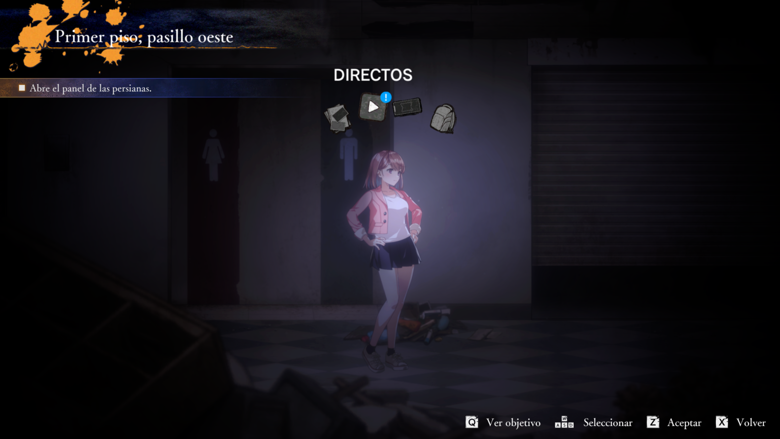 Primer piso, pasillo oeste
Abre el panel de las persianas.
DIRECTOS
!
Q Ver objetivo
Seleccionar
Z Aceptar
X Volver